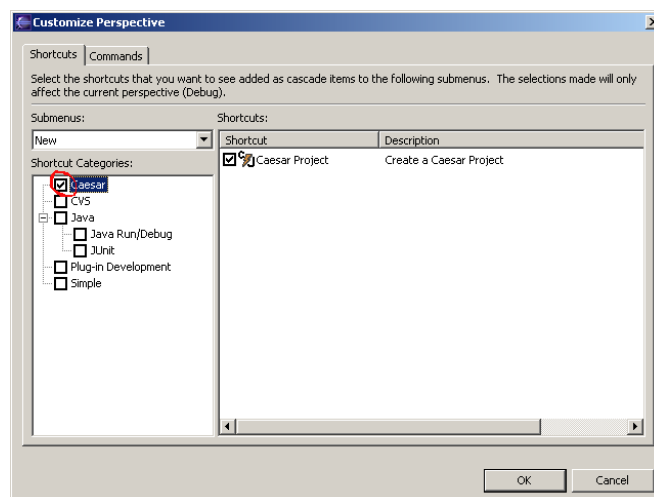 Customize Perspective
Shortcuts Commands
Select the shortcuts that you want to see added as cascade items to the following submenus. The selections made will only
affect the current perspective (Debug).
Submenus: Shortcuts:
New
Shortcut Description
Shortcut Categories:
Caesar Project Create a Caesar Project
Caesar
CVS
Java
Java Run/Debug
JUnit
Plug-in Development
Simple
OK Cancel